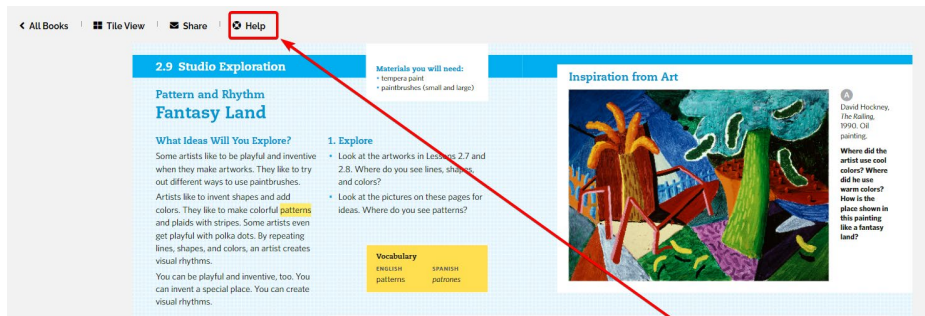 All Books
Tile View
Share
Help
2.9 Studio Exploration
Pattern and Rhythm
Fantasy Land
What Ideas Will You Explore?
Some artists like to be playful and inventive
when they make artworks. They like to try
out different ways to use paintbrushes.
Artists like to invent shapes and add
colors. They like to make colorful patterns
and plaids with stripes. Some artists even
get playful with polka dots. By repeating
lines, shapes, and colors, an artist creates
visual rhythms.
You can be playful and inventive, too. You
can invent a special place. You can create
visual rhythms.
Materials you will need:
• tempera paint
• paintbrushes (small and large)
1. Explore
• Look at the artworks in Lessons 2.7 and
2.8. Where do you see lines, shapes,
and colors?
• Look at the pictures on these pages for
ideas. Where do you see patterns?
Vocabulary
ENGLISH SPANISH
patterns patrones
Inspiration from Art
A
David Hockney,
The Railing,
1990. Oil
painting.
Where did the
artist use cool
colors? Where
did he use
warm colors?
How is the
place shown in
this painting
like a fantasy
land?